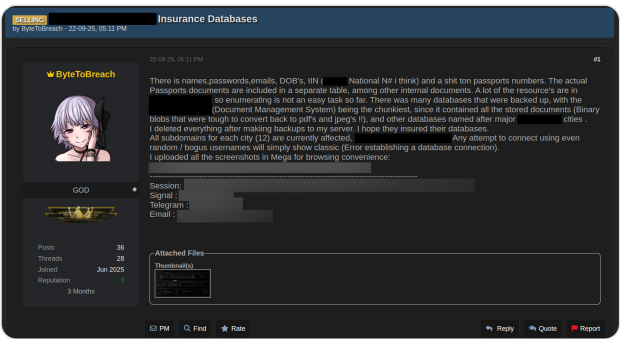 SELLING Insurance Databases
by ByteToBreach - 22-09-25, 05:11 PM
22-09-25, 05:11 PM
#1
ByteToBreach
There is names,passwords,emails, DOB's, IIN ( National N# i think) and a shit ton passports numbers. The actual
Passports documents are included in a separate table, among other internal documents. A lot of the resource's are in
so enumerating is not an easy task so far. There was many databases that were backed up, with the
(Document Management System) being the chunkiest, since it contained all the stored documents (Binary
blobs that were tough to convert back to pdf's and jpeg's !!), and other databases named after major cities .
I deleted everything after makiing backups to my server. I hope they insured their databases.
All subdomains for each city (12) are currently affected, Any attempt to connect using even
random / bogus usernames will simply show classic (Error establishing a database connection).
I uploaded all the screenshots in Mega for browsing convenience:
--------------------------------------------------------------------------------
Session:
Signal :
Telegram :
Email :
GOD
Posts 36
Threads 28
Joined Jun 2025
Reputation 3
3 Months
Attached Files
Thumbnail(s)
PM Find Rate Reply Quote Report